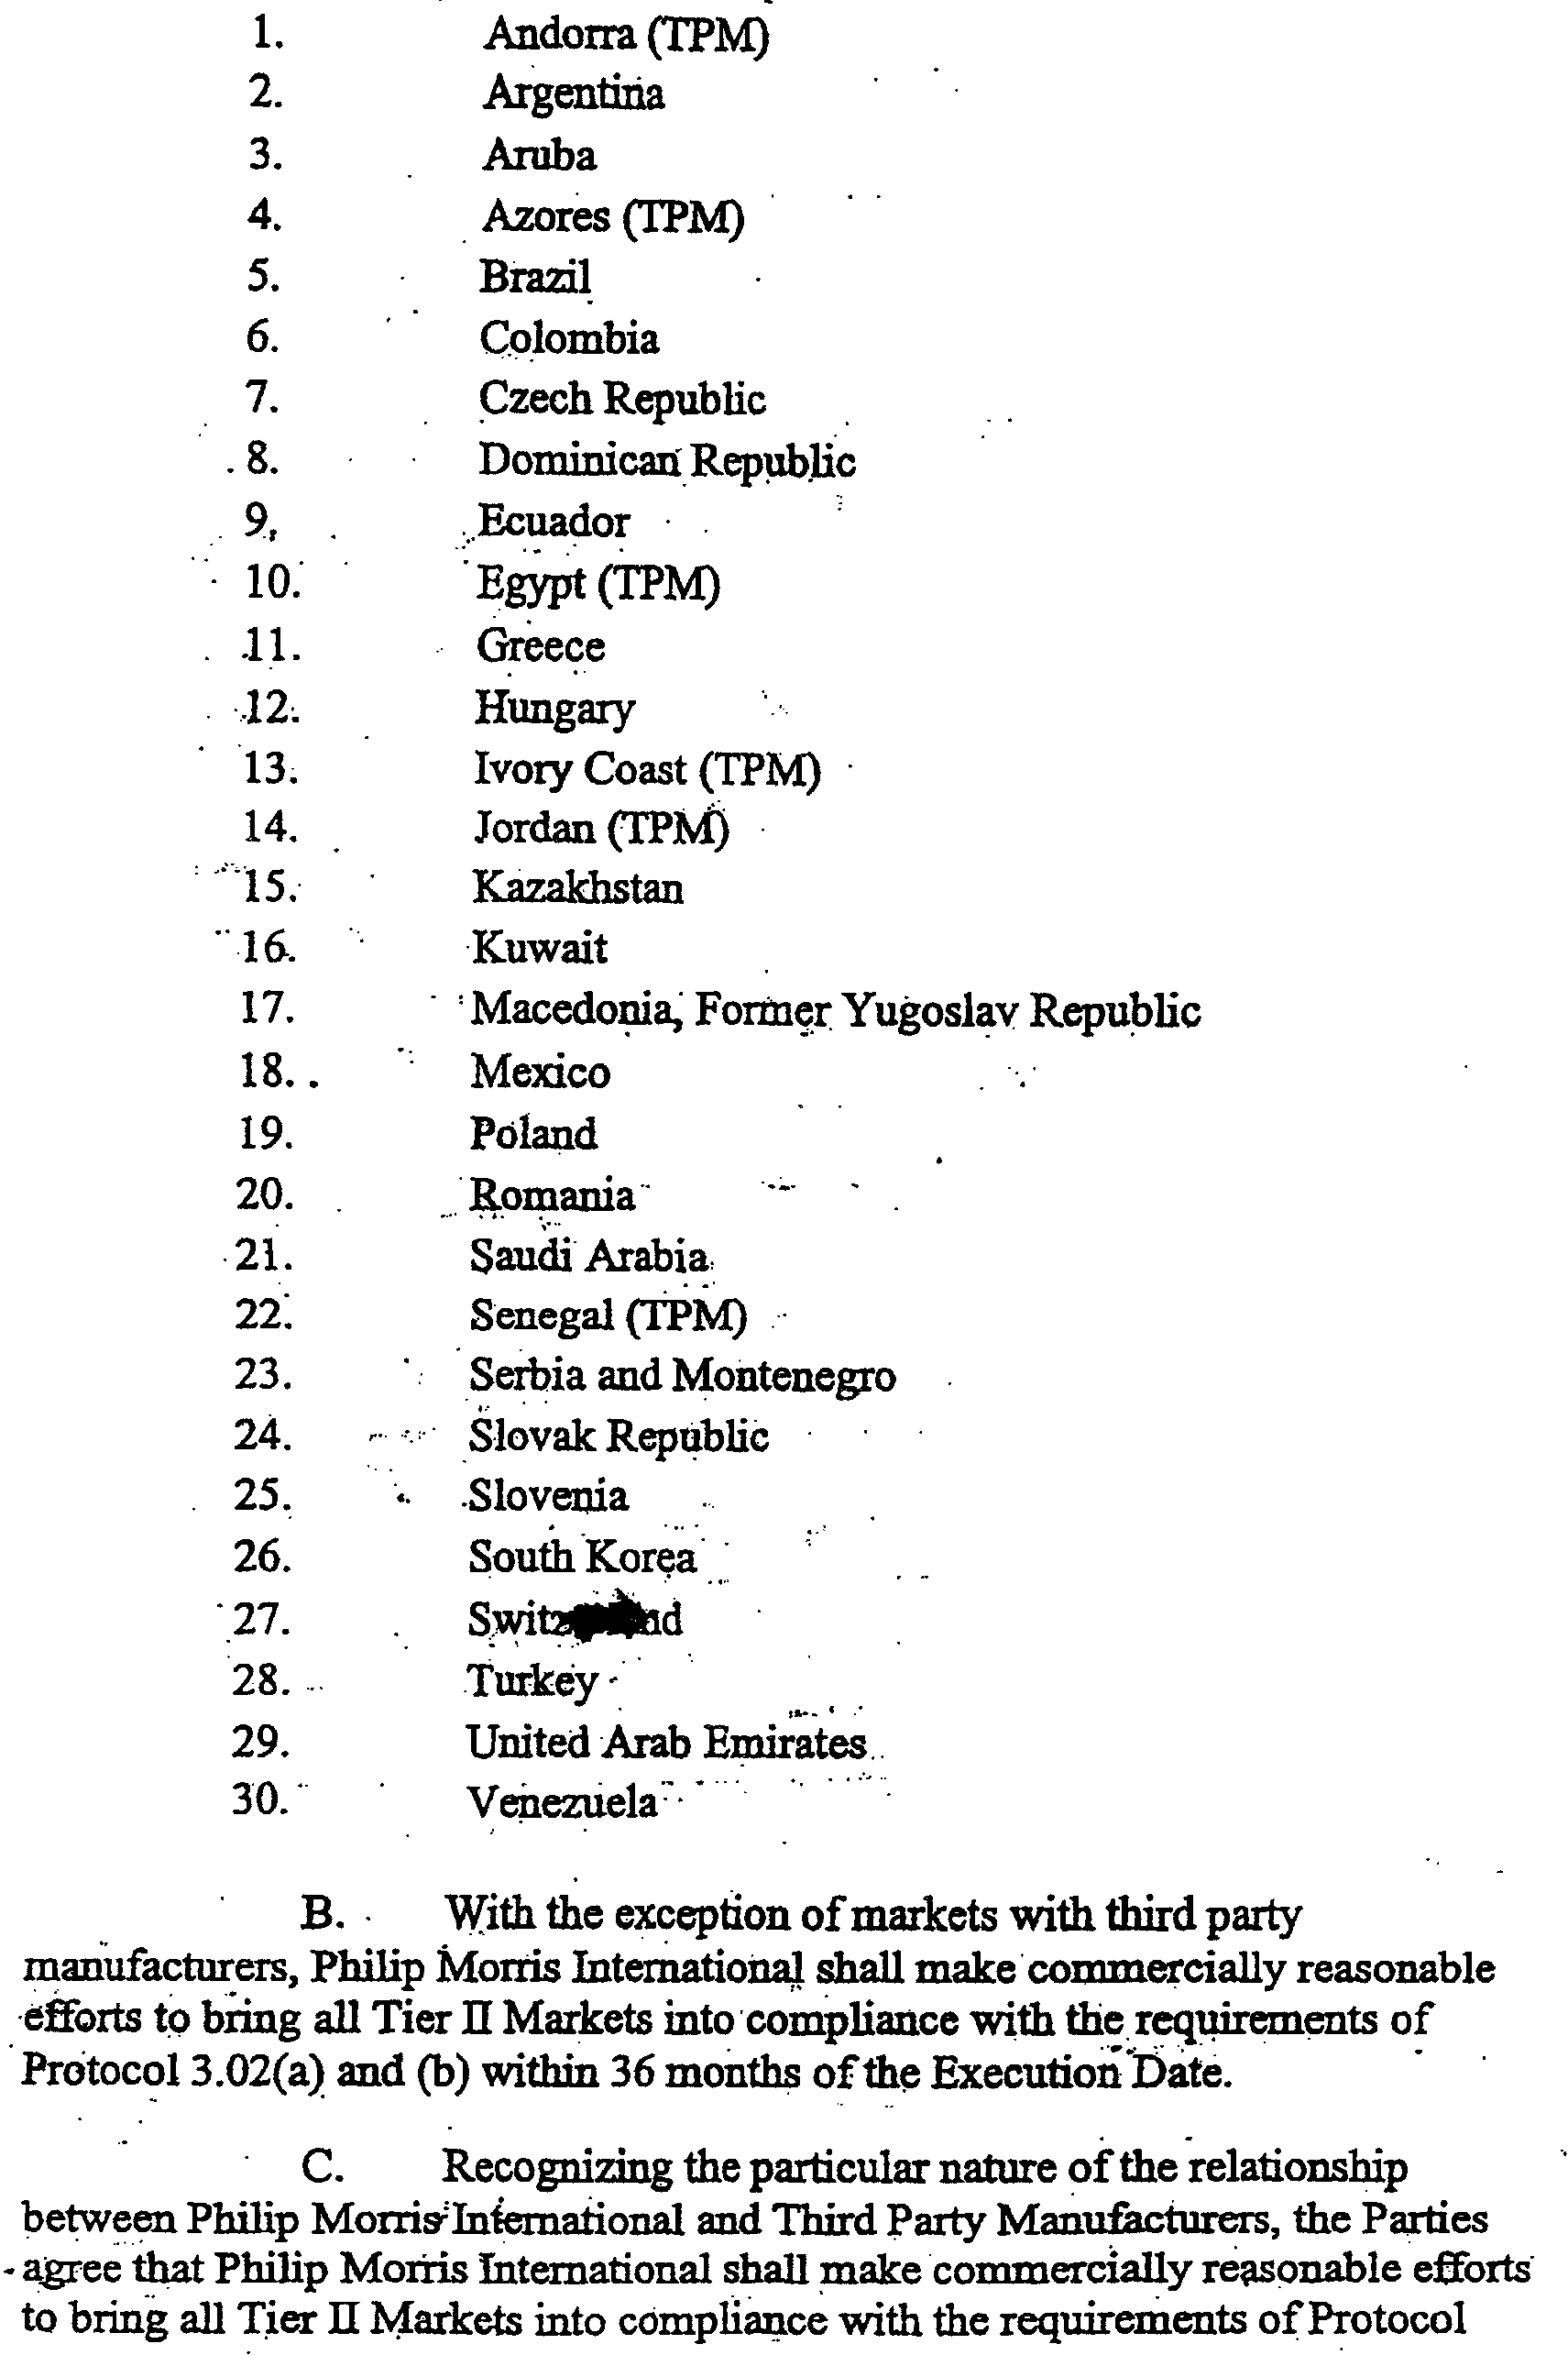 1. Andorra (TPM)
2. Argentina
3. Aruba
4. Azores (TPM)
5. Brazil
6. Colombia
7. Czech Republic
8. Dominican Republic
9. Ecuador
10. Egypt (TPM)
11. Greece
12. Hungary
13. Ivory Coast (TPM)
14. Jordan (TPM)
15. Kazakhstan
16. Kuwait
17. Macedonia, Former Yugoslav Republic
18. Mexico
19. Poland
20. Romania
21. Saudi Arabia
22. Senegal (TPM)
23. Serbia and Montenegro
24. Slovak Republic
25. Slovenia
26. South Korea
27.
28. Turkey
29. United Arab Emirates
30. Venezuela
B. With the exception of markets with third party
manufacturers, Philip Morris International shall make commercially reasonable
efforts to bring all Tier II Markets into compliance with the requirements of
Protocol 3.02(a) and (b) within 36 months of the Execution Date.
C. Recognizing the particular nature of the relationship
between Philip Morris International and Third Party Manufacturers, the Parties
agree that Philip Morris International shall make commercially reasonable efforts
to bring all Tier II Markets into compliance with the requirements of Protocol